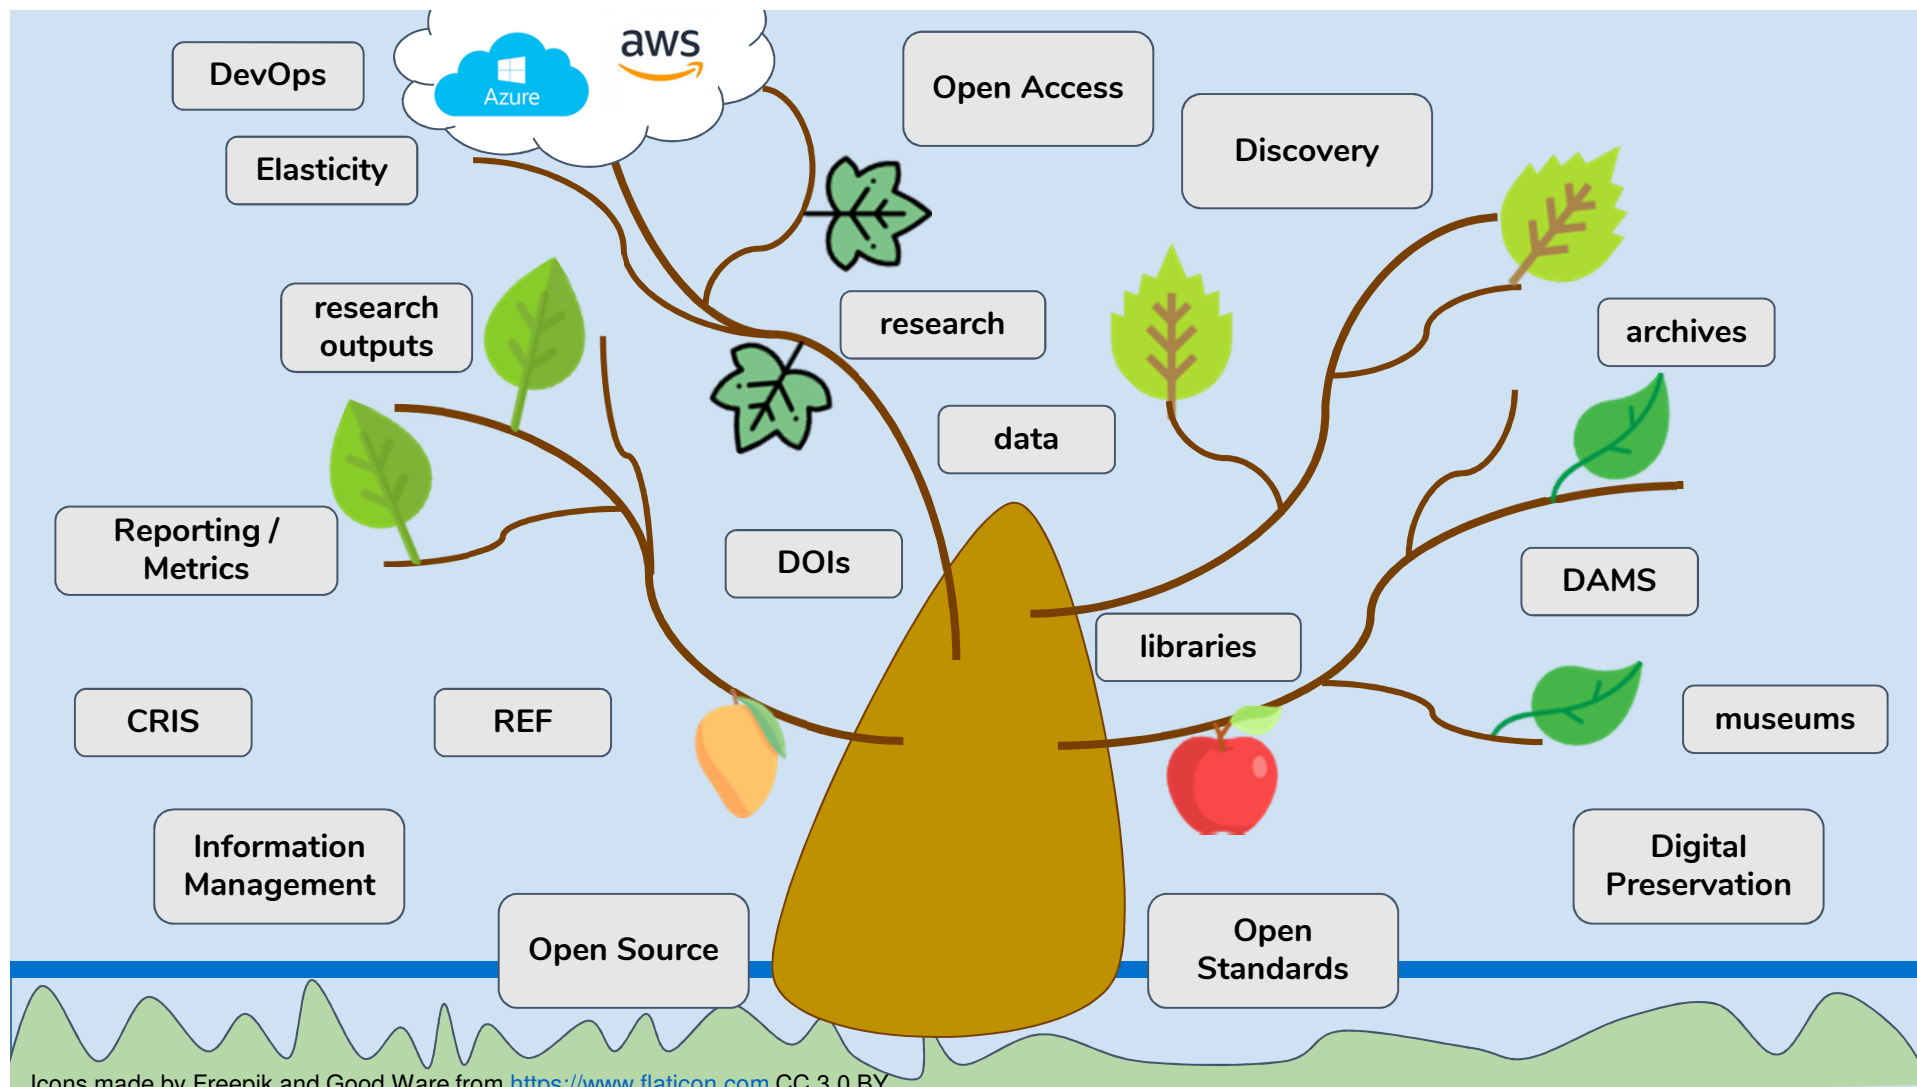 DevOps
Azure
aws
Open Access
Discovery
Elasticity
research
outputs
research
archives
data
Reporting /
Metrics
DOIs
DAMS
libraries
CRIS
REF
museums
Information
Management
Digital
Preservation
Open Source
Open
Standards
Icons made by Freepik and Good Ware from https://www.flaticon.com CC 3.0 BY